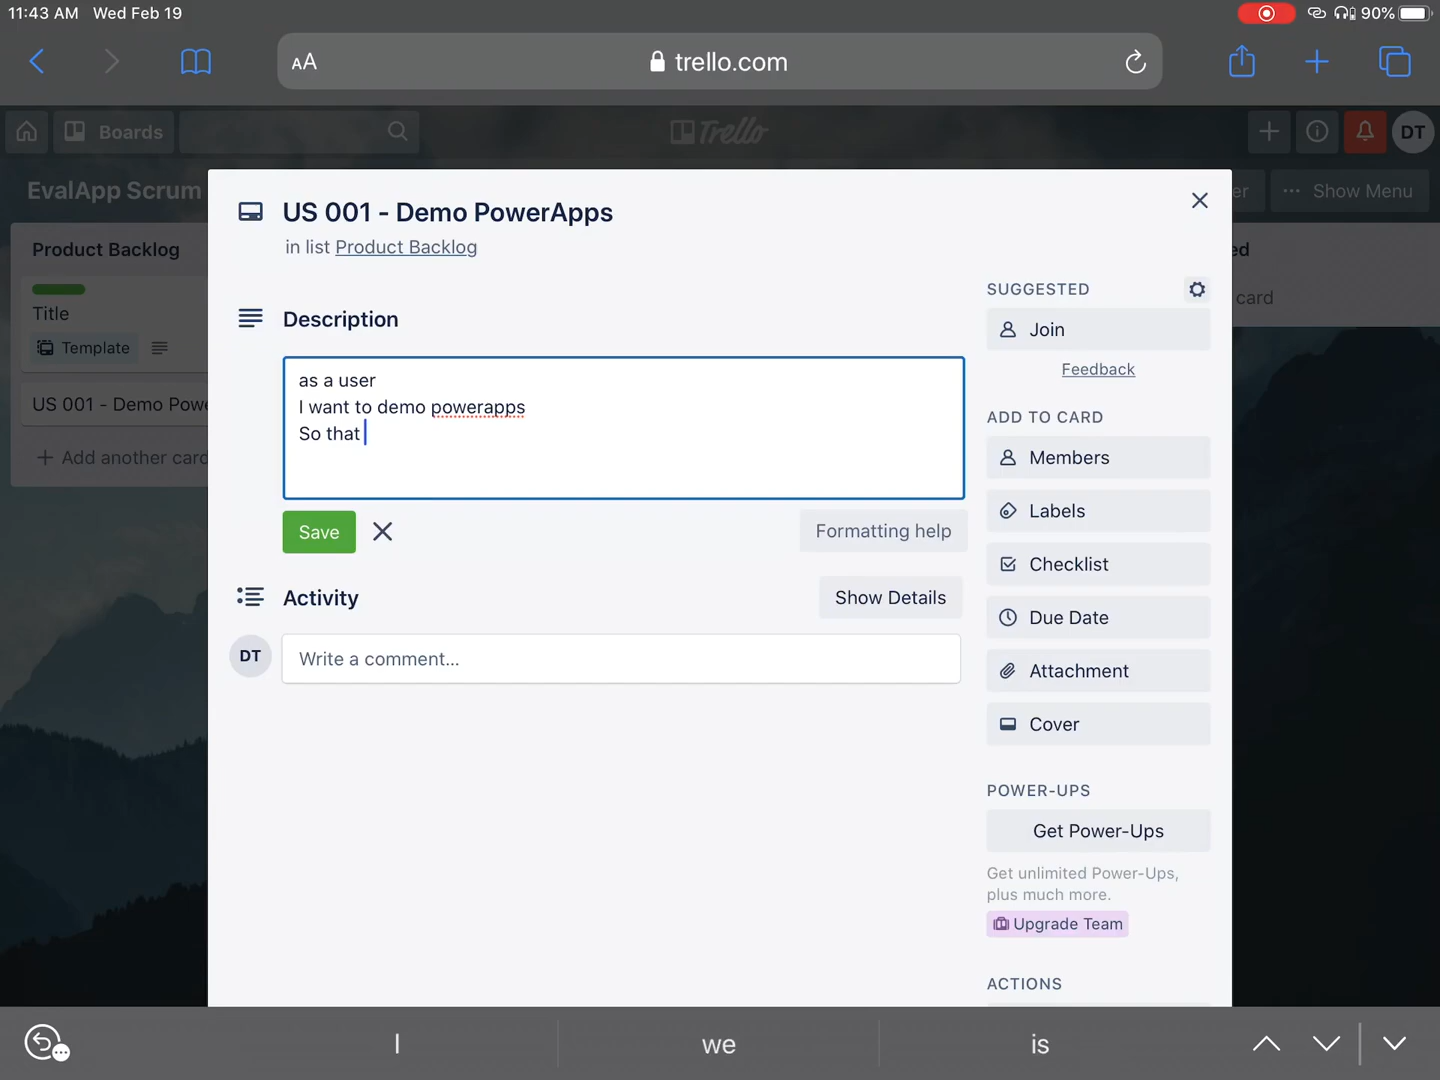 11:43 AM Wed Feb 19
90%
AA
trello.com
Boards
Trello
DT
EvalApp Scrum
er
Show Menu
Product Backlog
Title
Template
US 001 - Demo Powe
Add another card
ed
card
US 001 - Demo PowerApps
in list Product Backlog
Description
as a user
I want to demo powerapps
So that
Save
Formatting help
Activity
Show Details
DT
Write a comment...
SUGGESTED
Join
Feedback
ADD TO CARD
Members
Labels
Checklist
Due Date
Attachment
Cover
POWER-UPS
Get Power-Ups
Get unlimited Power-Ups,
plus much more.
Upgrade Team
ACTIONS
I
we
is